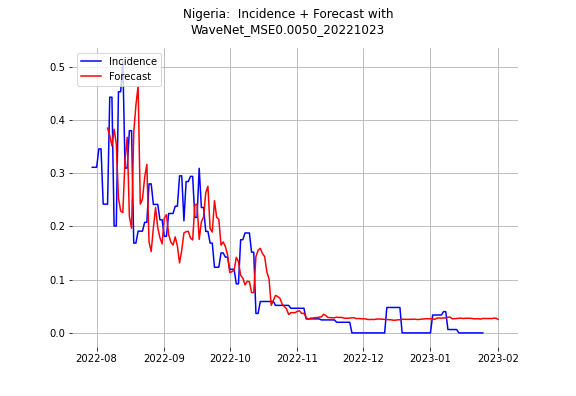 Nigeria:  Incidence + Forecast with
WaveNet_MSE0.0050_20221023
Incidence
Forecast
0.5
0.4
0.3
0.2
0.1
0.0
2022-08 2022-09 2022-10 2022-11 2022-12 2023-01 2023-02